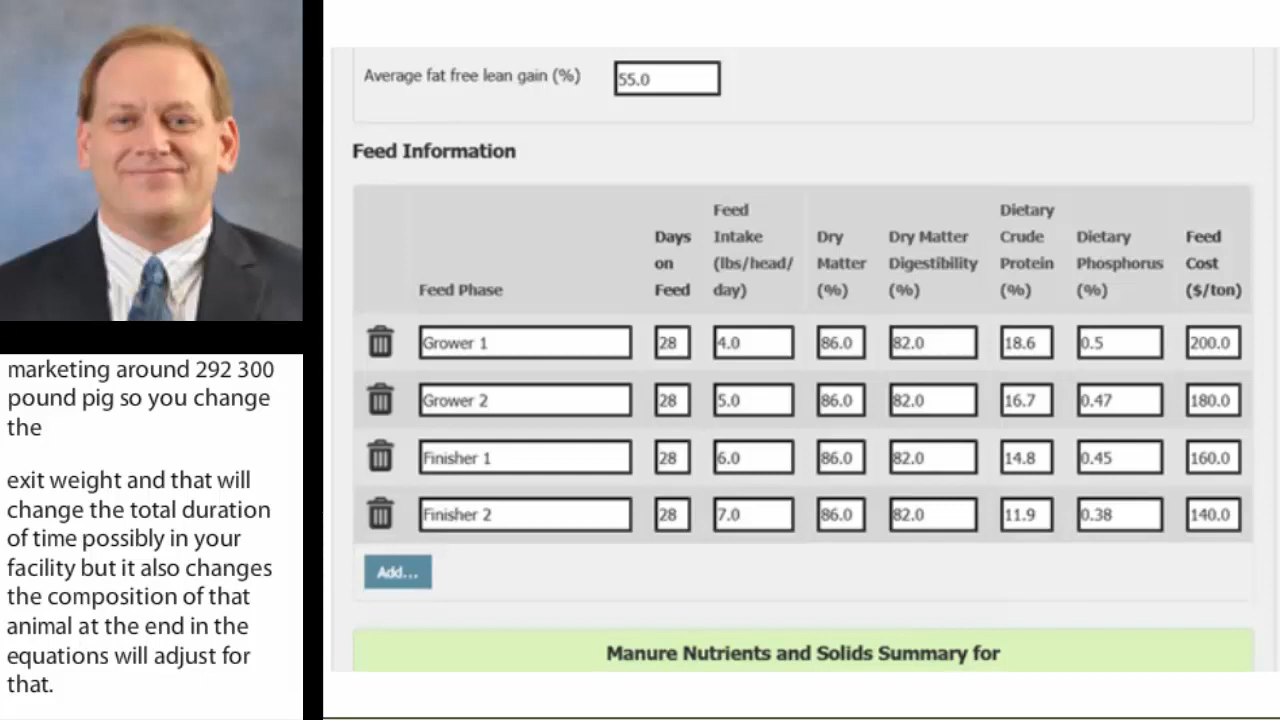 marketing around 292 300
pound pig so you change
the
exit weight and that will
change the total duration
of time possibly in your
facility but it also changes
the composition of that
animal at the end in the
equations will adjust for
that.
Average fat free lean gain (%) 55.0
Feed Information
Feed Phase
Days on Feed
Feed Intake (lbs/head/day)
Dry Matter (%)
Dry Matter Digestibility (%)
Dietary Crude Protein (%)
Dietary Phosphorus (%)
Feed Cost ($/ton)
Grower 1 28 4.0 86.0 82.0 18.6 0.5 200.0
Grower 2 28 5.0 86.0 82.0 16.7 0.47 180.0
Finisher 1 28 6.0 86.0 82.0 14.8 0.45 160.0
Finisher 2 28 7.0 86.0 82.0 11.9 0.38 140.0
Add...
Manure Nutrients and Solids Summary for